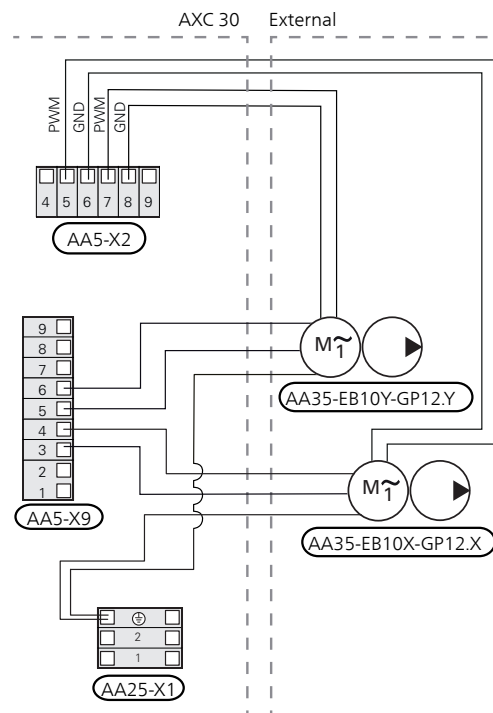 AXC 30 External
PWM
GND
PWM
GND
4 5 6 7 8 9
AA5-X2
9
8
7
6
5
4
3
2
1
AA5-X9
M 1
AA35-EB10Y-GP12.Y
M 1
AA35-EB10X-GP12.X
2
1
AA25-X1